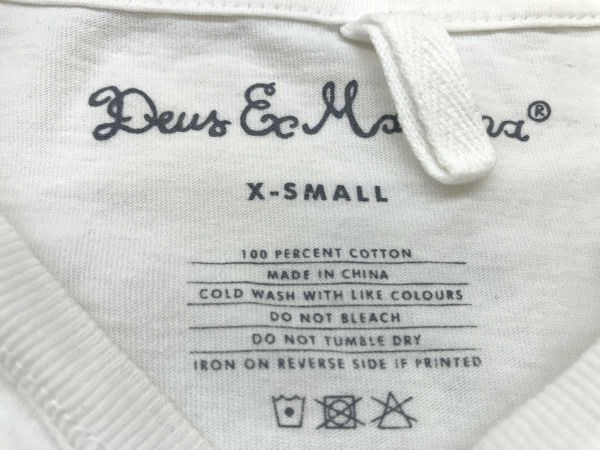 Deus Ex Machina®
X-SMALL
100 PERCENT COTTON
MADE IN CHINA
COLD WASH WITH LIKE COLOURS
DO NOT BLEACH
DO NOT TUMBLE DRY
IRON ON REVERSE SIDE IF PRINTED